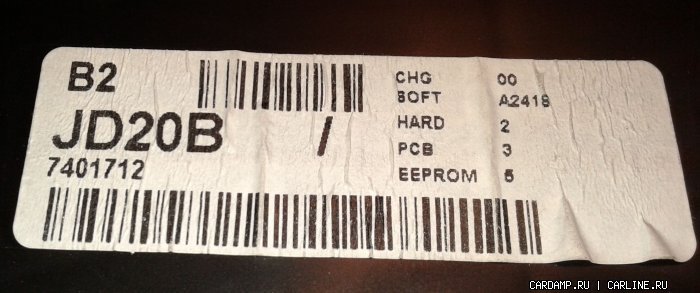 B2
JD20B /
7401712
CHG 00
SOFT A2418
HARD 2
PCB 3
EEPROM 5
CARDAMP.RU | CARLINE.RU